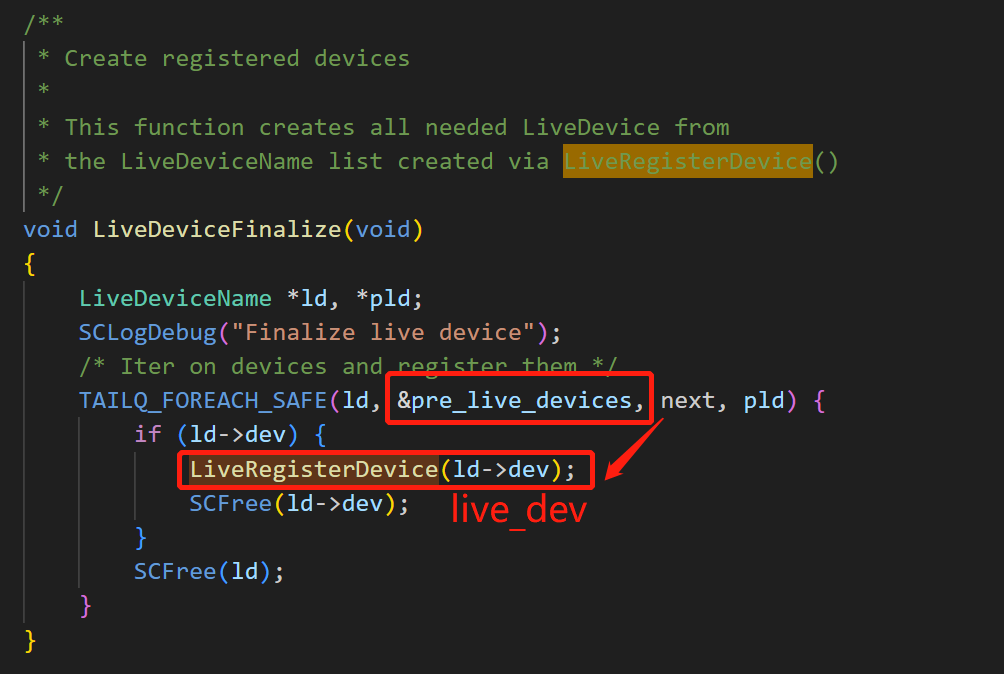 /**
 * Create registered devices
 *
 * This function creates all needed LiveDevice from
 * the LiveDeviceName list created via LiveRegisterDevice()
 */
void LiveDeviceFinalize(void)
{
    LiveDeviceName *ld, *pld;
    SCLogDebug("Finalize live device");
    /* Iter on devices and register them */
    TAILQ_FOREACH_SAFE(ld, &pre_live_devices, next, pld) {
        if (ld->dev) {
            LiveRegisterDevice(ld->dev);
            SCFree(ld->dev);
live_dev
        }
        SCFree(ld);
    }
}